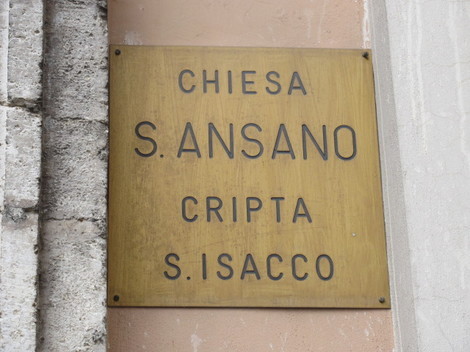 CHIESA
S. ANSANO
CRIPTA
S. ISACCO